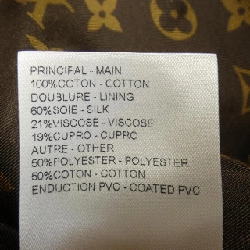 PRINCIPAL - MAIN
100%COTON - COTTON
DOUBLURE - LINING
60%SOIE - SILK
21%VISCOSE - VISCOSE
19%CUPRO - CUPRO
AUTRE - OTHER
50%POLYESTER - POLYESTER
50%COTON - COTTON
ENDUCTION PVC - COATED PVC